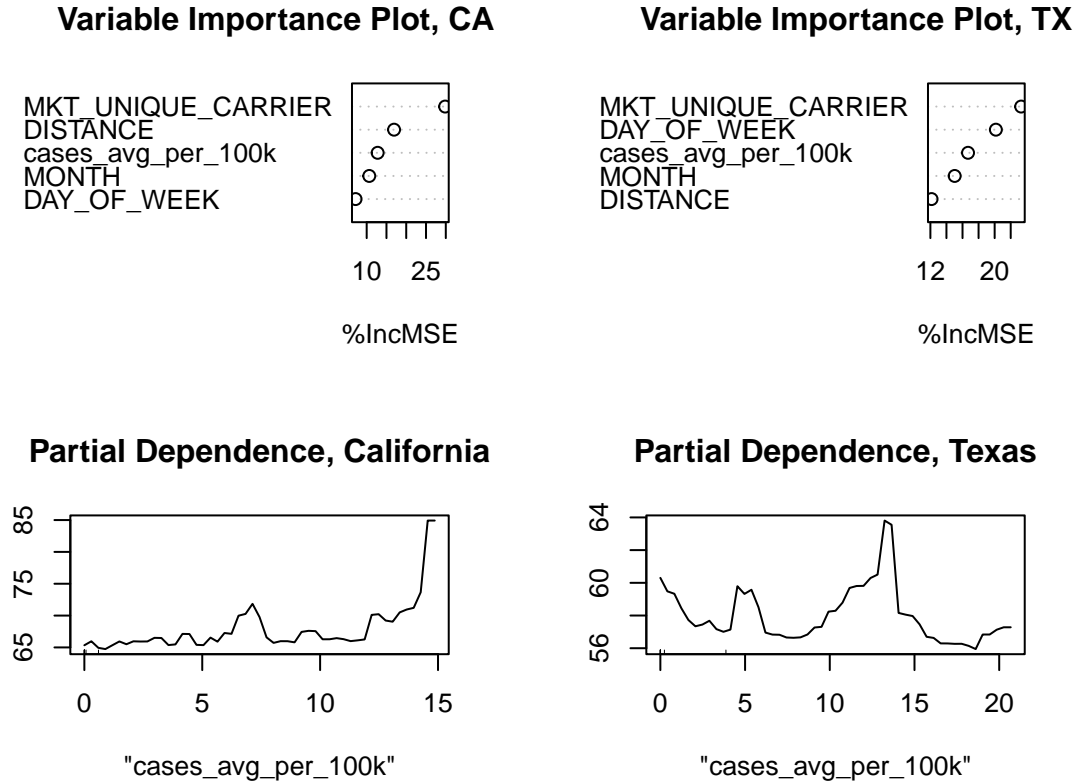 Variable Importance Plot, CA
MKT_UNIQUE_CARRIER
DISTANCE
cases_avg_per_100k
MONTH
DAY_OF_WEEK
10 25
%IncMSE
Variable Importance Plot, TX
MKT_UNIQUE_CARRIER
DAY_OF_WEEK
cases_avg_per_100k
MONTH
DISTANCE
12 20
%IncMSE
Partial Dependence, California
85
75
65
0 5 10 15
"cases_avg_per_100k"
Partial Dependence, Texas
64
60
56
0 5 10 15 20
"cases_avg_per_100k"